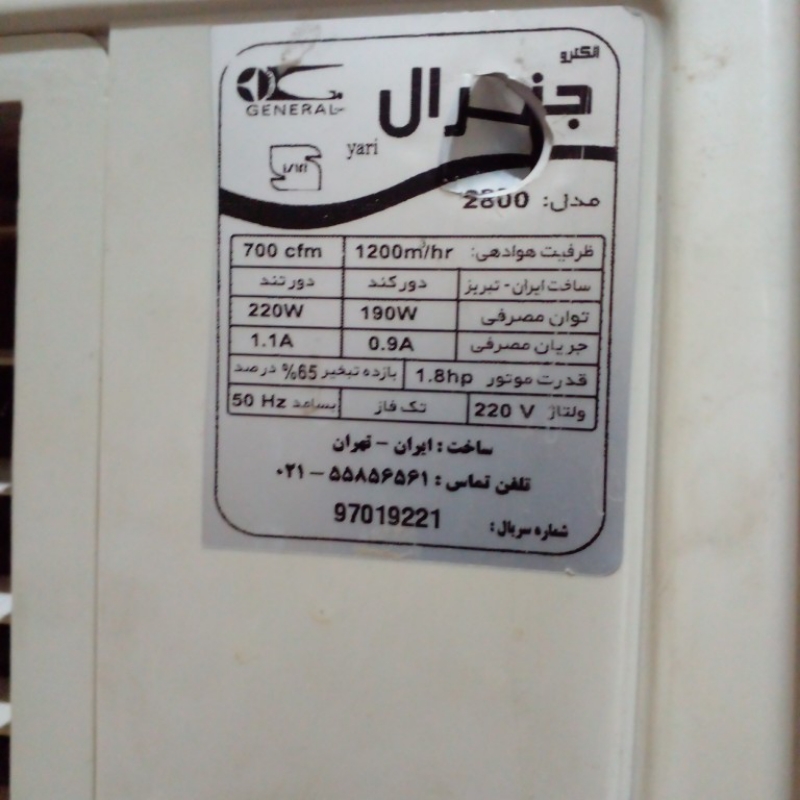 الکترو
جنرال
GENERAL
yari
مدل: 2800
ظرفیت هوادهی: 1200m³/hr 700 cfm
ساخت ایران - تبریز دور کند دور تند
توان مصرفی 190W 220W
جریان مصرفی 0.9A 1.1A
قدرت موتور 1.8hp بازده تبخیر 65% درصد
ولتاژ 220 V تک فاز بسامد 50 Hz
ساخت : ایران - تهران
تلفن تماس : ۵۵۸۵۶۵۶۱ - ۰۲۱
شماره سریال: 97019221